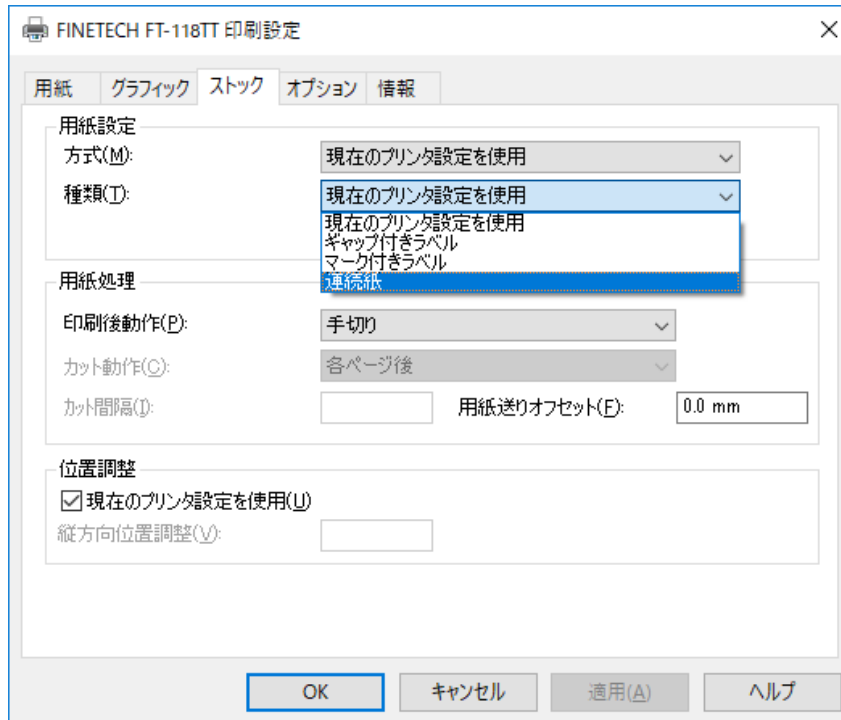 FINETECH FT-118TT 印刷設定
用紙 グラフィック ストック オプション 情報
用紙設定
方式(M): 現在のプリンタ設定を使用
種類(T): 現在のプリンタ設定を使用
現在のプリンタ設定を使用
ギャップ付きラベル
マーク付きラベル
連続紙
用紙処理
印刷後動作(P): 手切り
カット動作(C): 各ページ後
カット間隔(I): 用紙送りオフセット(F): 0.0 mm
位置調整
現在のプリンタ設定を使用(U)
縦方向位置調整(V):
OK キャンセル 適用(A) ヘルプ